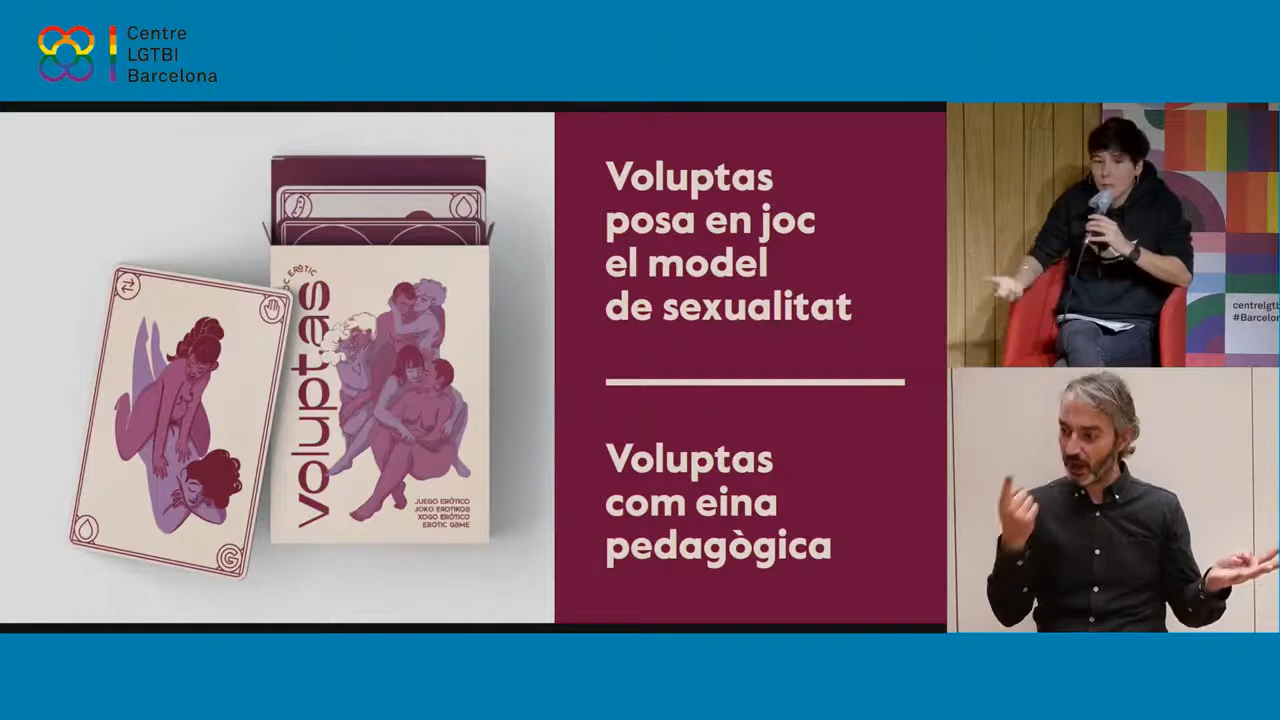 Centre
LGTBI
Barcelona
Voluptas
posa en joc
el model
de sexualitat
Voluptas
com eina
pedagògica
JOC ERÒTIC
voluptas
JUEGO ERÓTICO
JOKO EROTIKOA
XOGO ERÓTICO
EROTIC GAME
G
centrelgtb
#Barcelon